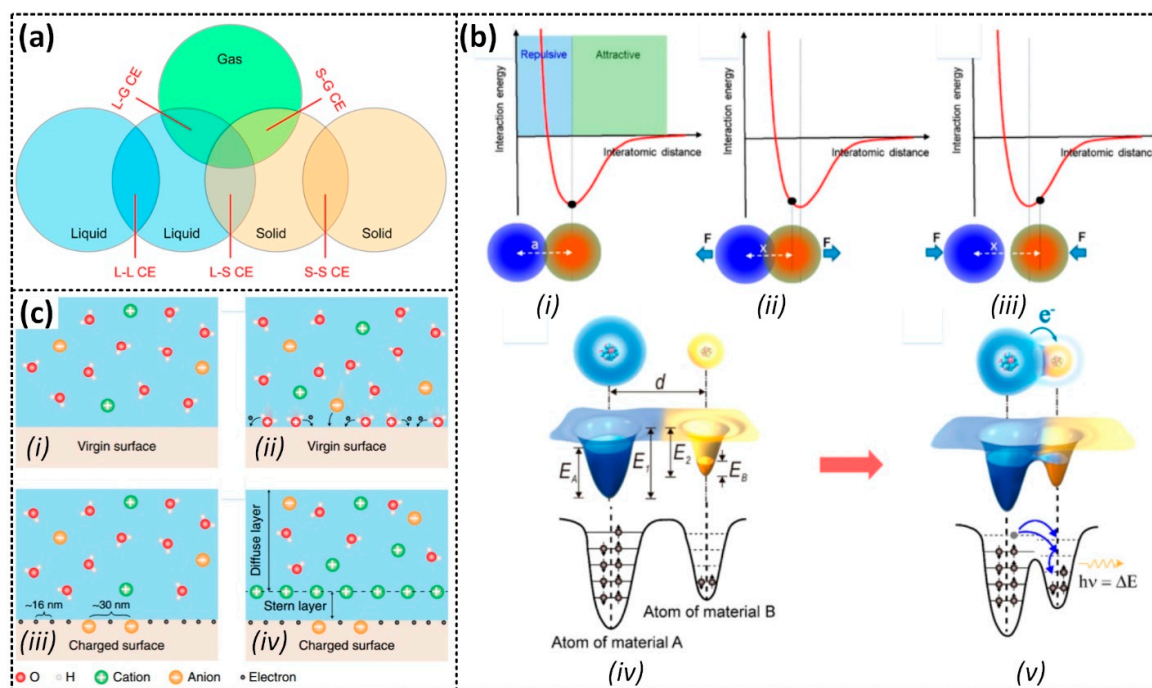 (a)
Gas
L-G CE
S-G CE
Liquid
Liquid
Solid
Solid
L-L CE
L-S CE
S-S CE
(b)
Interaction energy
Repulsive
Attractive
Interatomic distance
a
(i)
Interaction energy
Interatomic distance
F
X
F
(ii)
Interaction energy
Interatomic distance
F
X
F
(iii)
d
E_A
E_1
E_2
E_B
Atom of material A
Atom of material B
(iv)
e-
hν = ΔE
(v)
(c)
Virgin surface
(i)
Virgin surface
(ii)
~16 nm
~30 nm
Charged surface
(iii)
Diffuse layer
Stern layer
Charged surface
(iv)
O
H
Cation
Anion
Electron